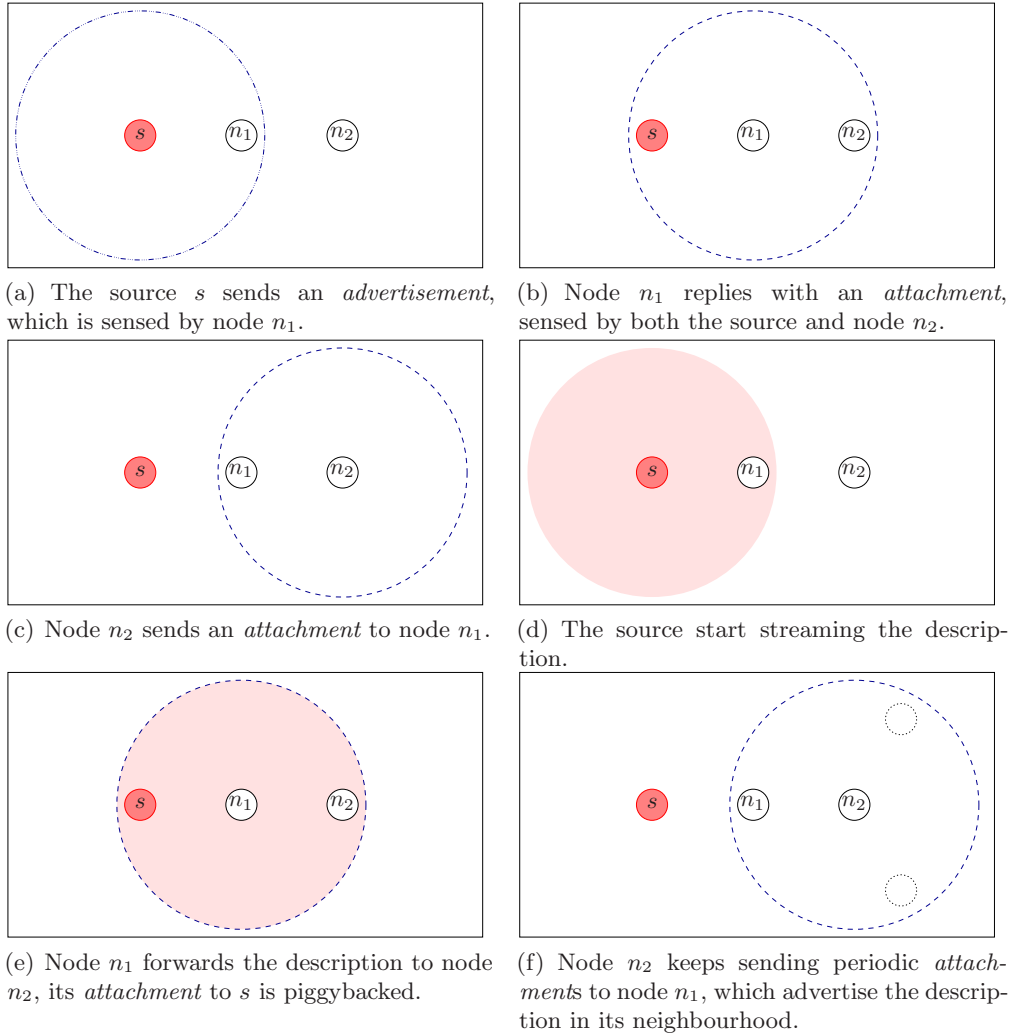 s n₁ n₂
s n₁ n₂
(a) The source s sends an advertisement,
which is sensed by node n₁.
(b) Node n₁ replies with an attachment,
sensed by both the source and node n₂.
s n₁ n₂
s n₁ n₂
(c) Node n₂ sends an attachment to node n₁.
(d) The source start streaming the descrip-
tion.
s n₁ n₂
s n₁ n₂
(e) Node n₁ forwards the description to node
n₂, its attachment to s is piggybacked.
(f) Node n₂ keeps sending periodic attach-
ments to node n₁, which advertise the descrip-
tion in its neighbourhood.